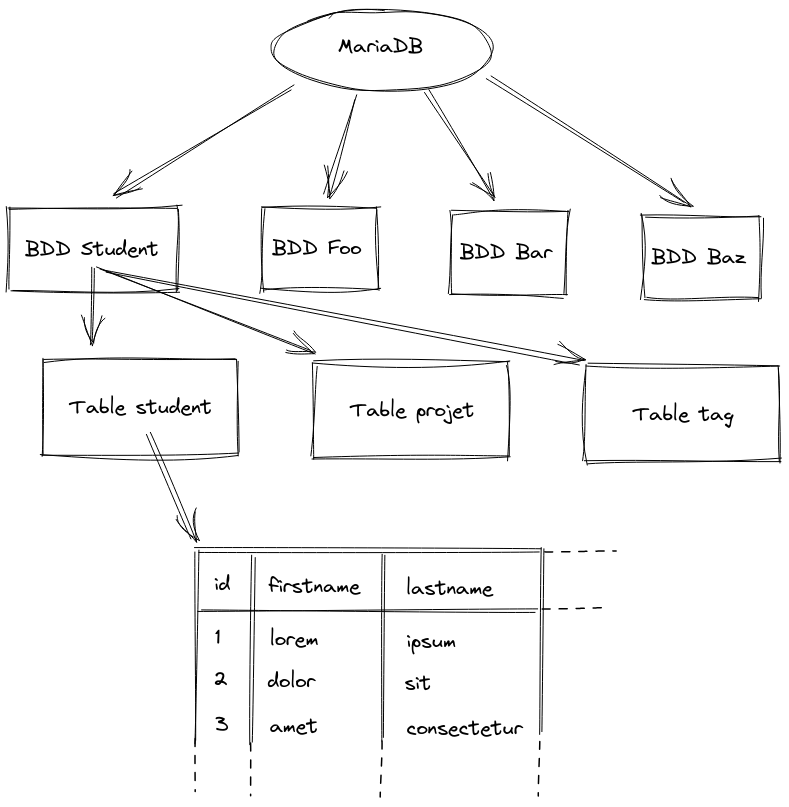 MariaDB
BDD Student
BDD Foo
BDD Bar
BDD Baz
Table student
Table projet
Table tag
id firstname lastname
1 lorem ipsum
2 dolor sit
3 amet consectetur